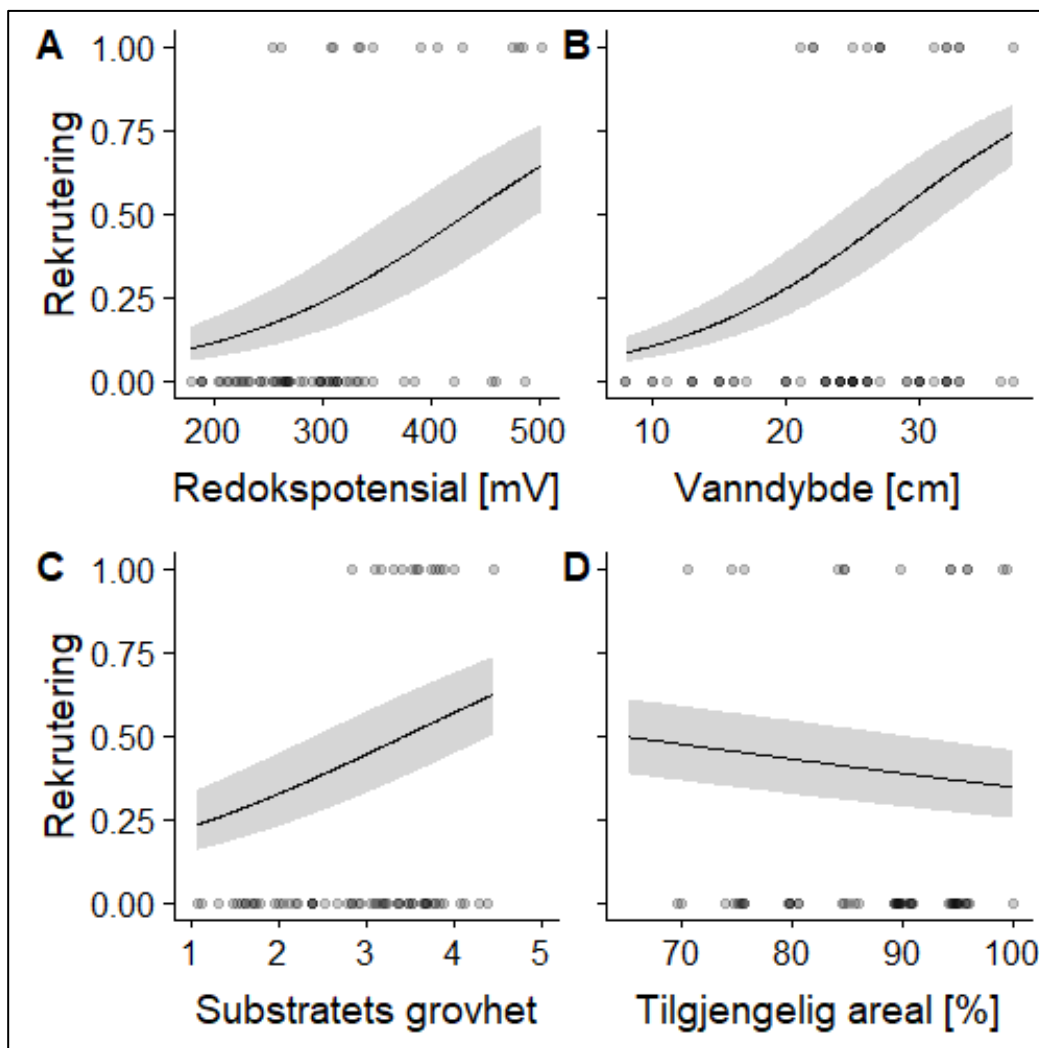 A
B
Rekrutering
1.00
0.75
0.50
0.25
0.00
200 300 400 500
10 20 30
Redokspotensial [mV]
Vanndybde [cm]
C
D
Rekrutering
1.00
0.75
0.50
0.25
0.00
1 2 3 4 5
70 80 90 100
Substratets grovhet
Tilgjengelig areal [%]